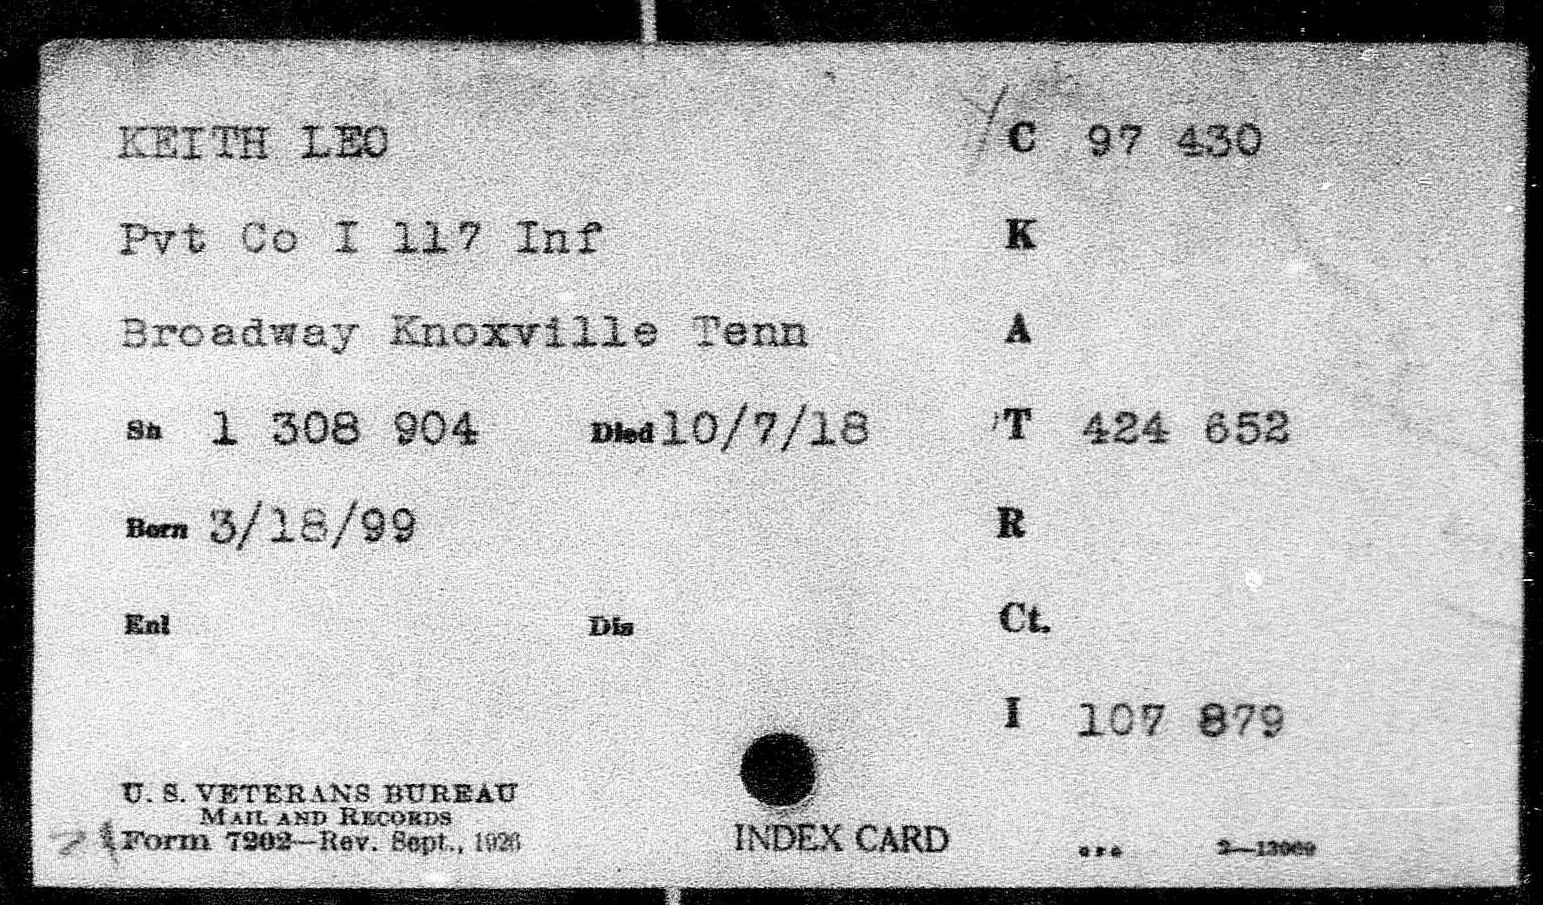 KEITH LEO C 97 430
Pvt Co I 117 Inf K
Broadway Knoxville Tenn A
Sn 1 308 904 Died 10/7/18 T 424 652
Born 3/18/99 R
Enl Dis Ct.
I 107 879
U. S. VETERANS BUREAU
MAIL AND RECORDS
Form 7202—Rev. Sept., 1926
INDEX CARD